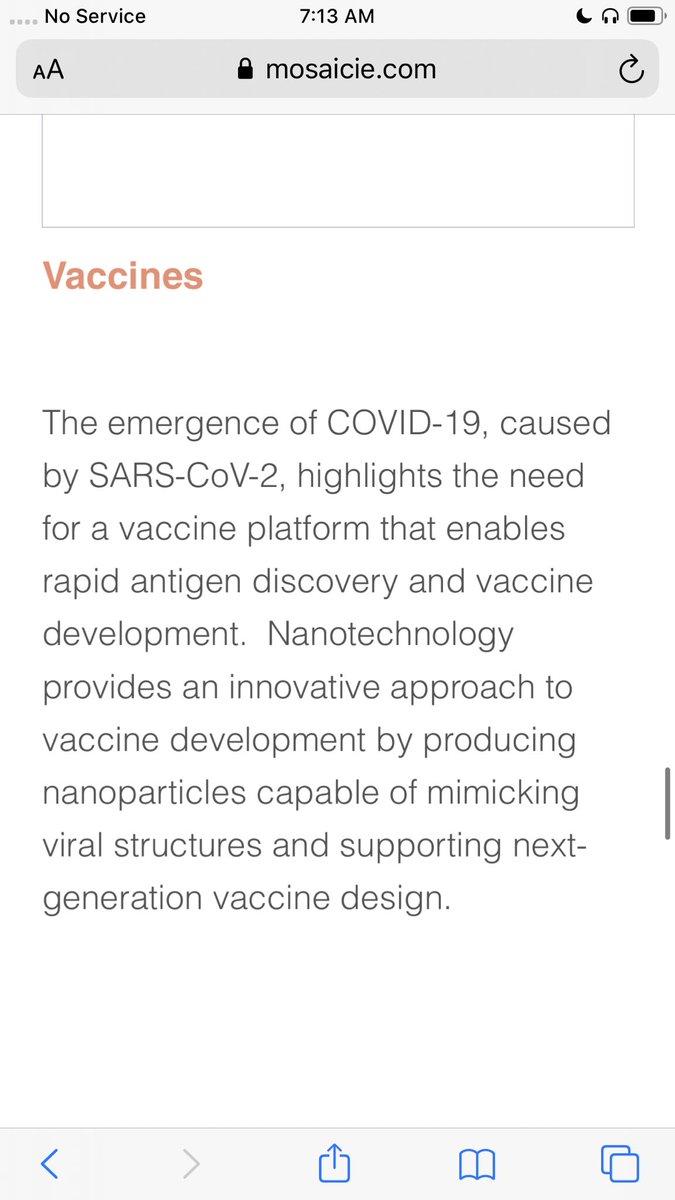 No Service
7:13 AM
AA
mosaicie.com
Vaccines
The emergence of COVID-19, caused
by SARS-CoV-2, highlights the need
for a vaccine platform that enables
rapid antigen discovery and vaccine
development.  Nanotechnology
provides an innovative approach to
vaccine development by producing
nanoparticles capable of mimicking
viral structures and supporting next-
generation vaccine design.